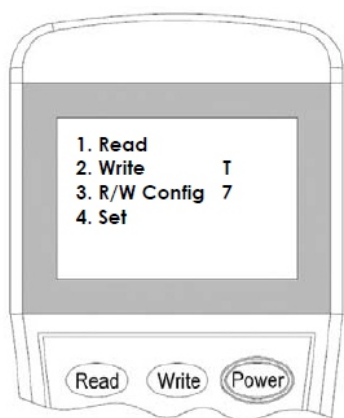 1. Read
2. Write T
3. R/W Config 7
4. Set
Read Write Power